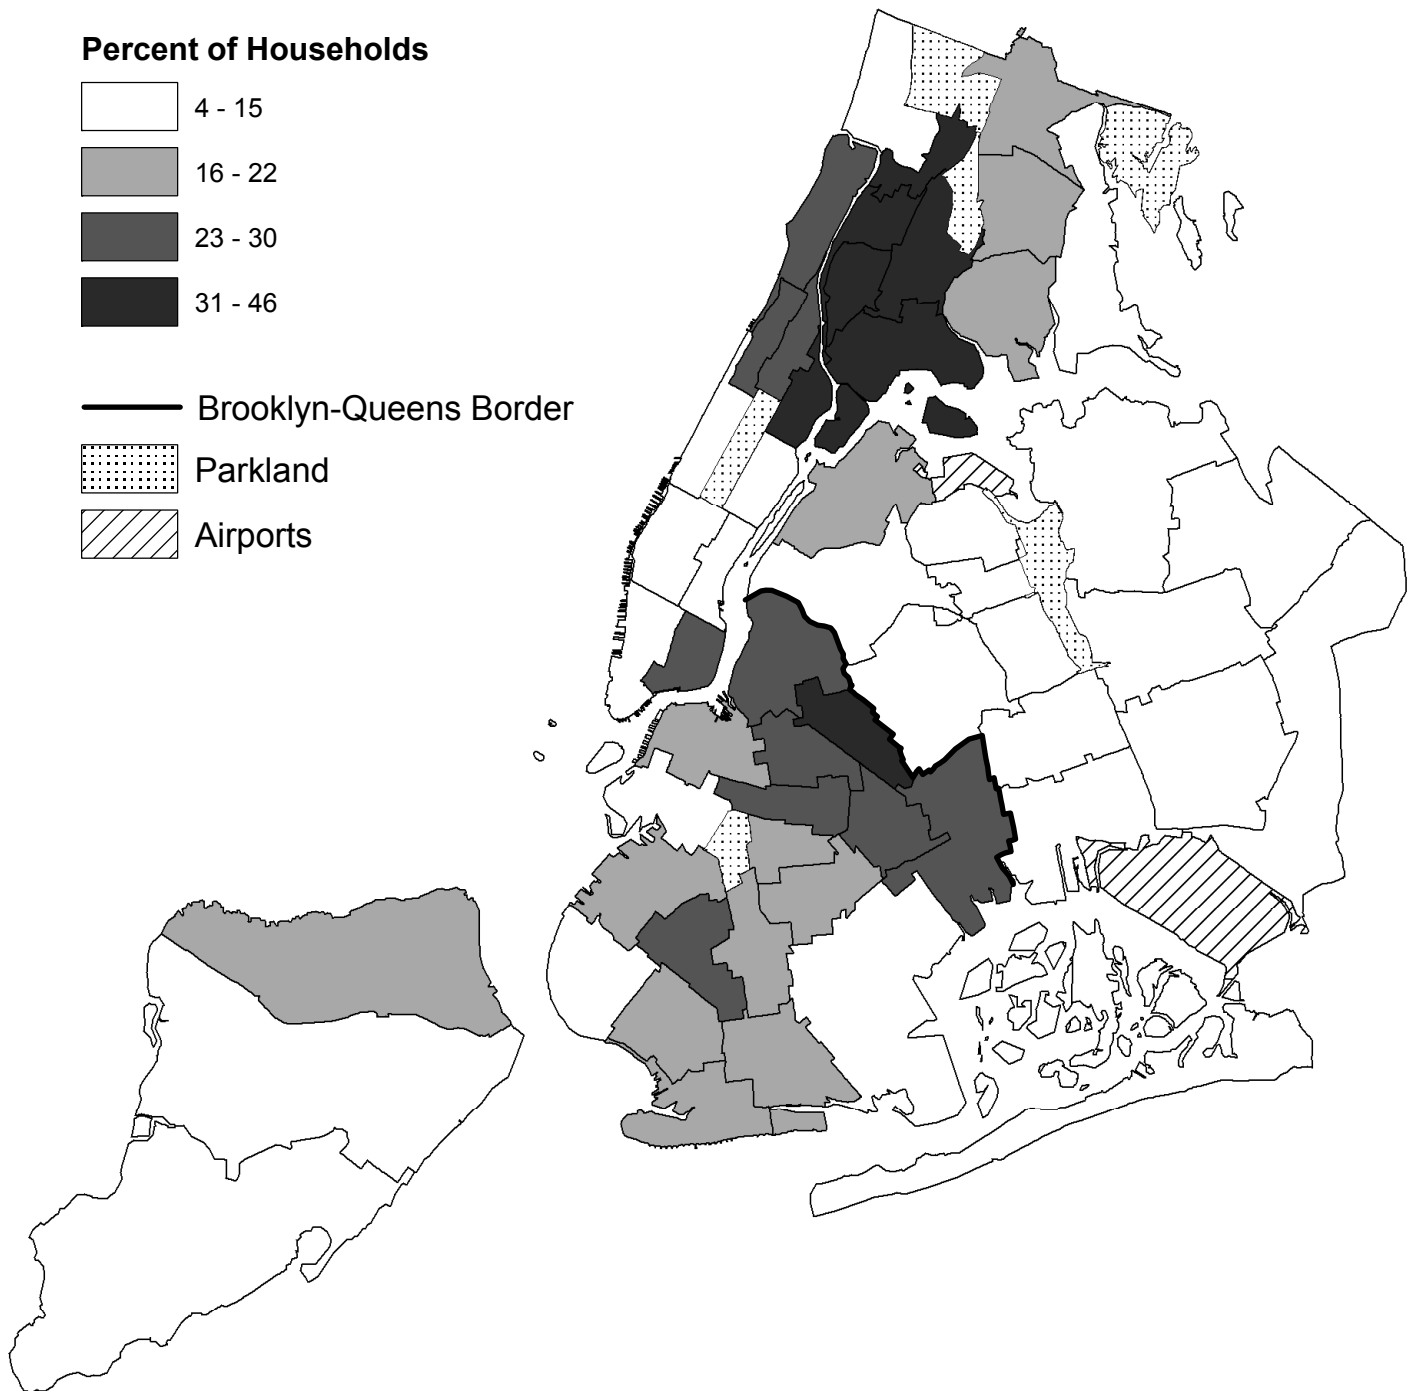 Percent of Households
4 - 15
16 - 22
23 - 30
31 - 46
Brooklyn-Queens Border
Parkland
Airports